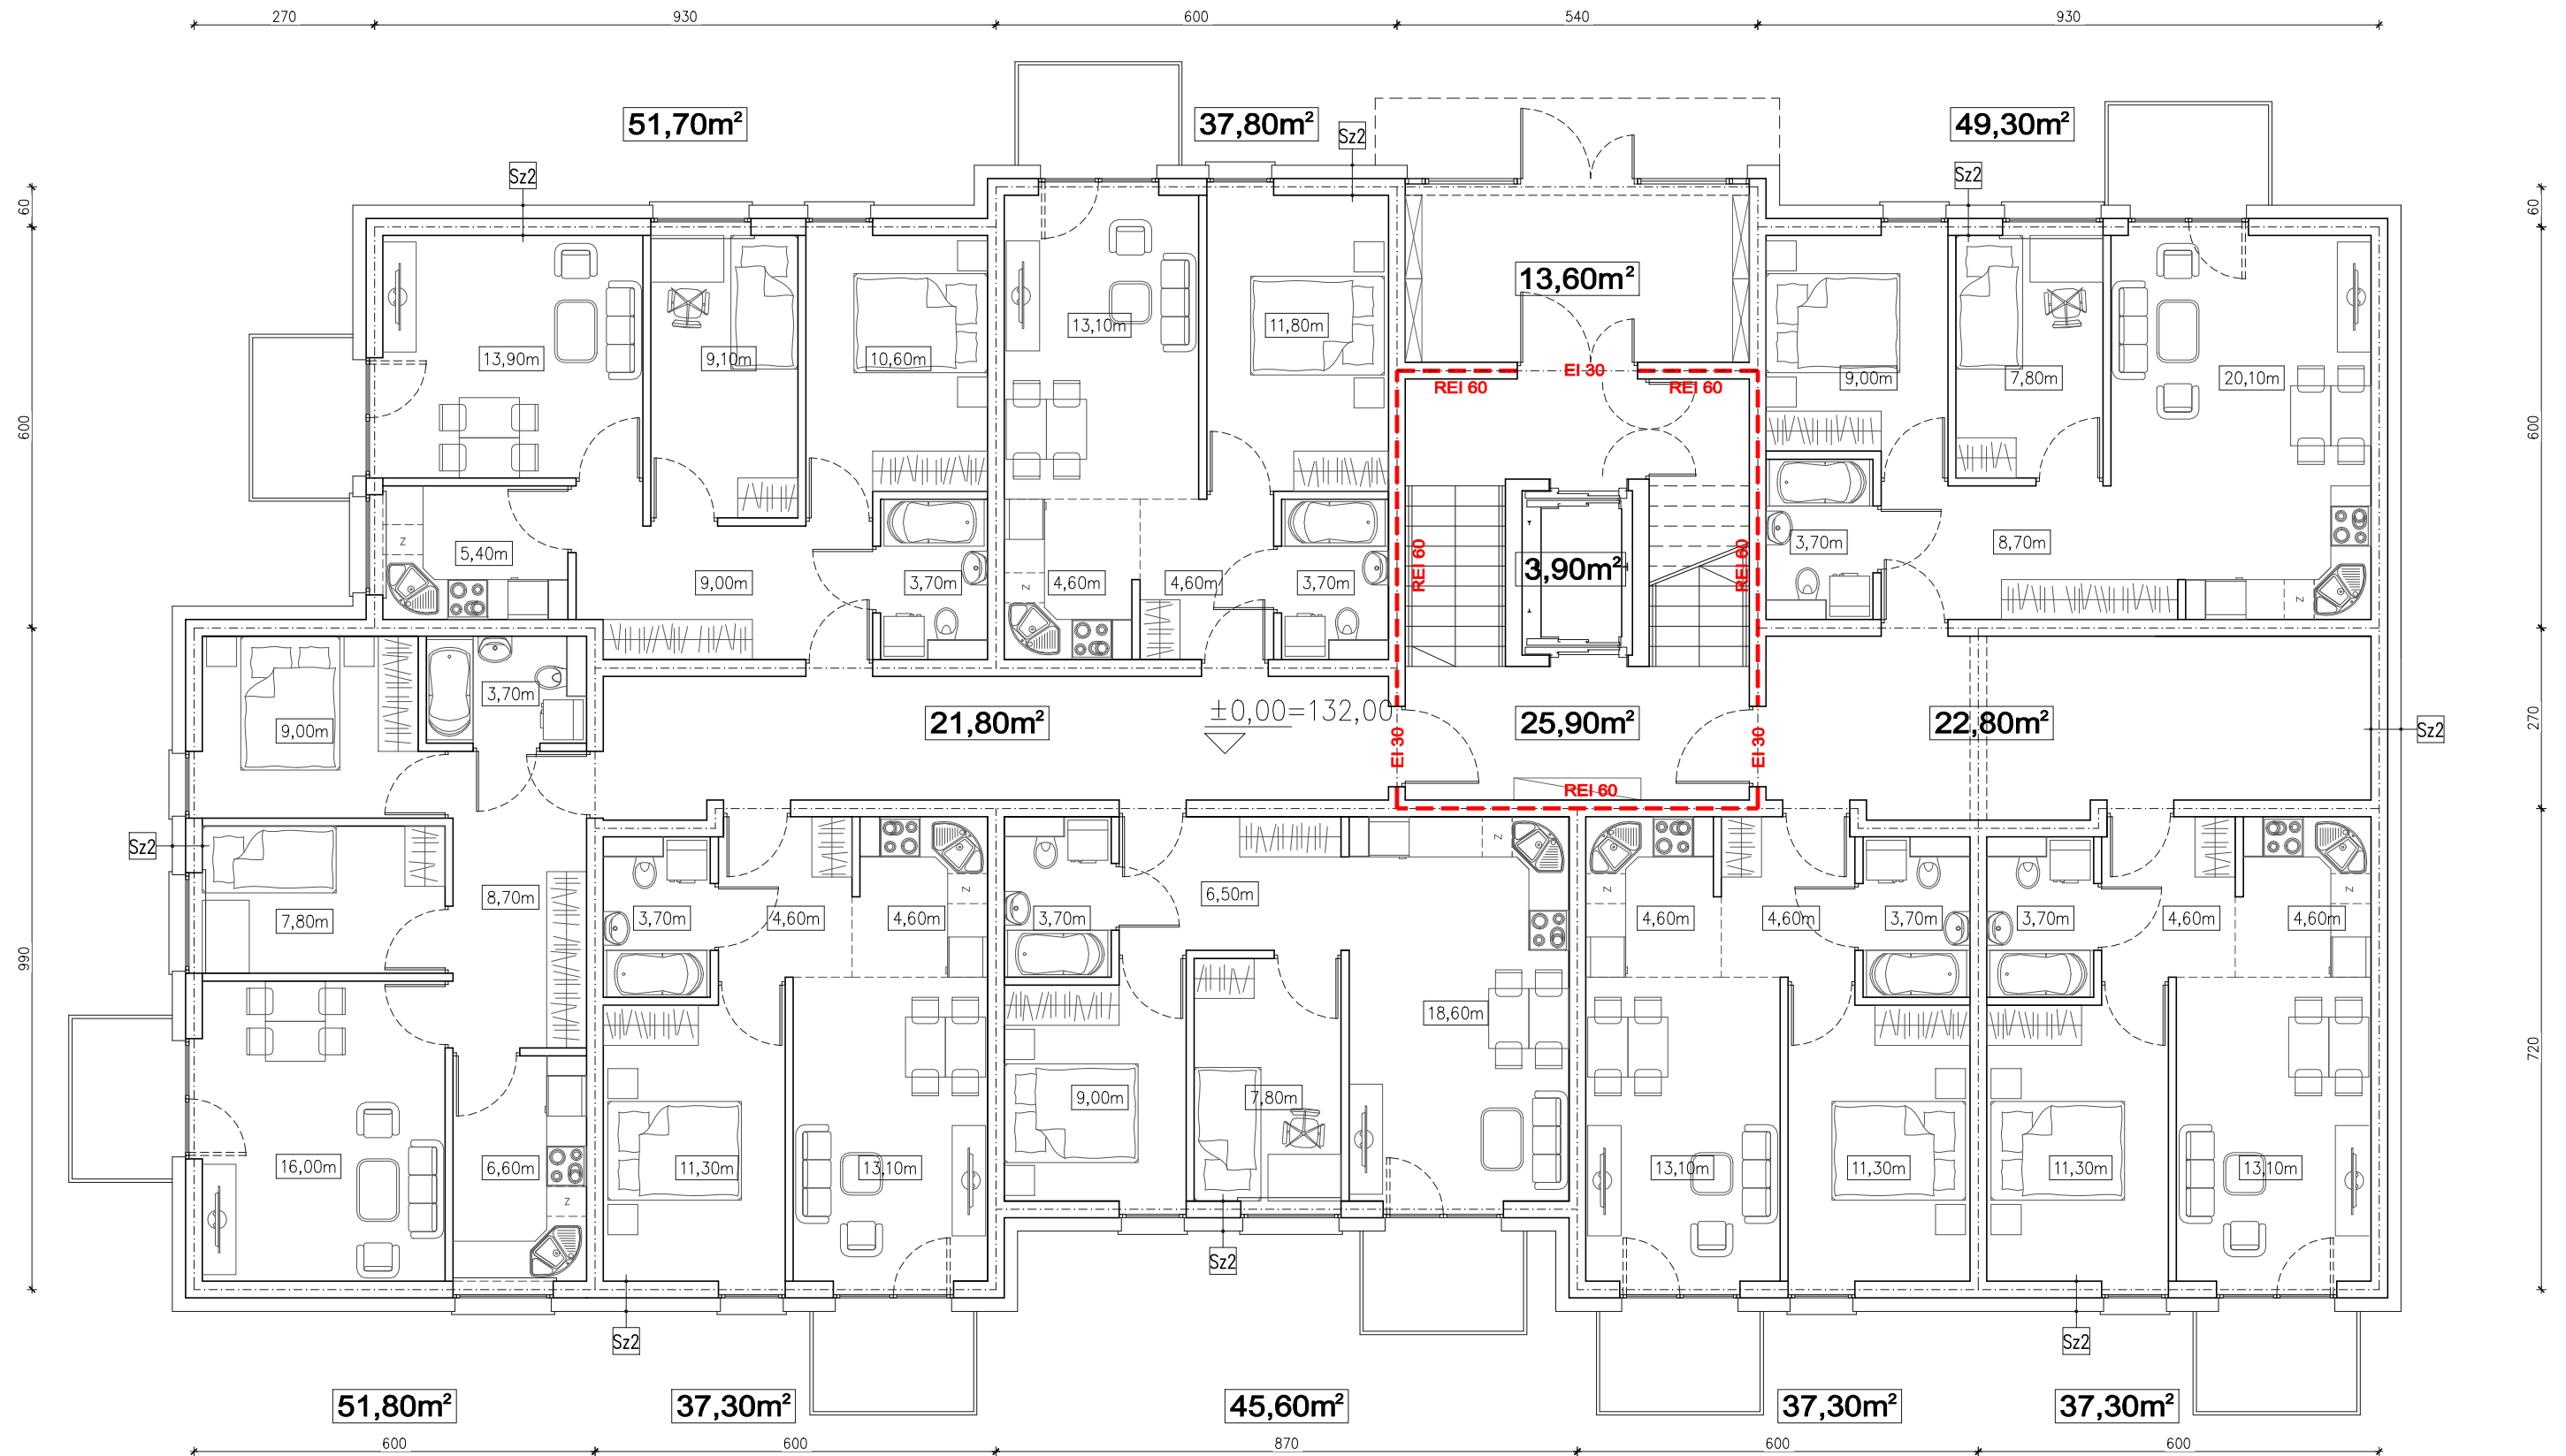 270 930 600 540 930
51,70m² 37,80m² 49,30m²
Sz2
Sz2
Sz2
60
60
13,60m²
13,10m 11,80m
13,90m 9,10m 10,60m
EI 30
REI 60 REI 60
9,00m 7,80m 20,10m
600
600
Z
5,40m
3,70m 8,70m
REI 60
REI 60
3,90m²
9,00m 3,70m 4,60m 4,60m 3,70m
Z
Z
3,70m
±0,00=132,00
9,00m
21,80m² 25,90m² 22,80m²
Sz2
270
EI 30
EI 30
REI 60
Sz2
Z
Z
Z
Z
8,70m 6,50m
7,80m 3,70m 4,60m 4,60m 3,70m 4,60m 4,60m 3,70m 3,70m 4,60m 4,60m
990
18,60m
720
9,00m 7,80m
16,00m 6,60m 11,30m 13,10m 13,10m 11,30m 11,30m 13,10m
Z
Sz2
Sz2
Sz2
51,80m² 37,30m² 45,60m² 37,30m² 37,30m²
600 600 870 600 600